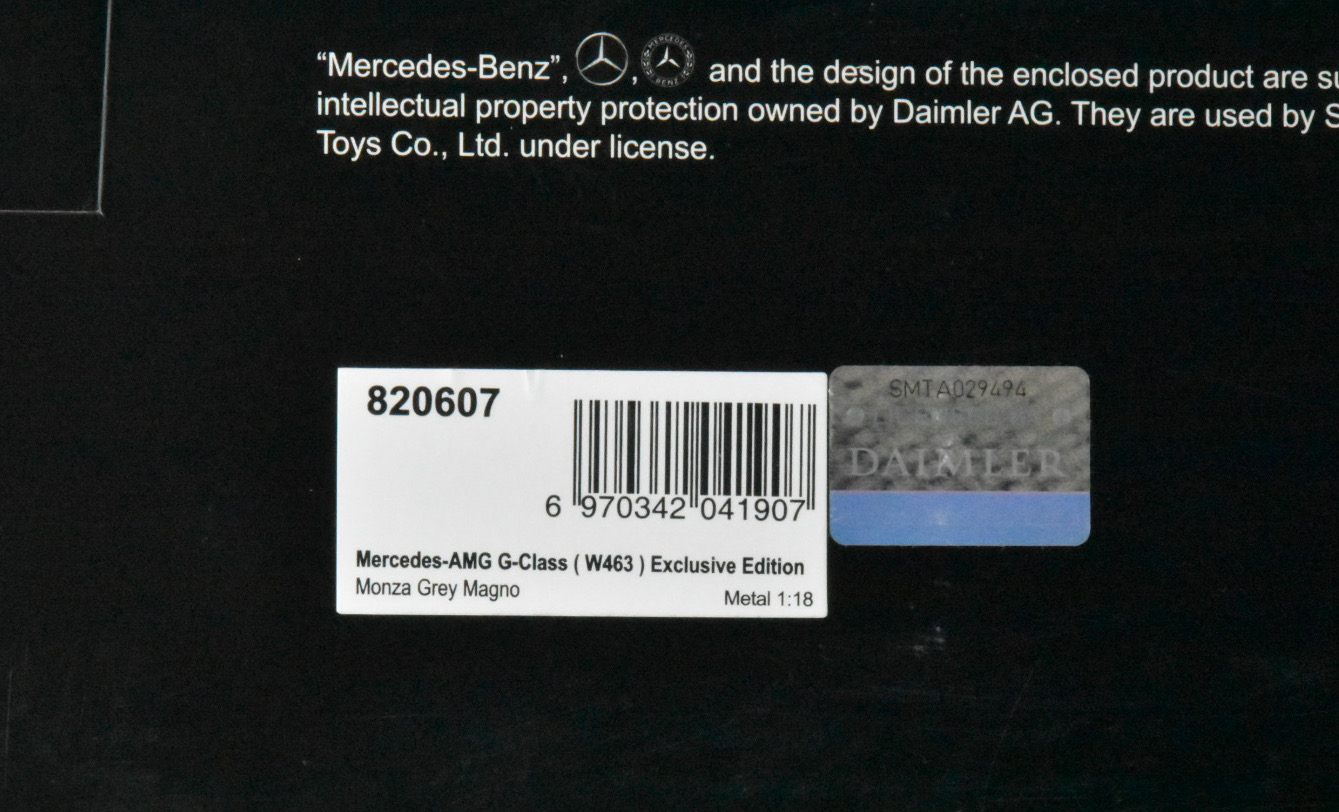 “Mercedes-Benz”, , and the design of the enclosed product are
intellectual property protection owned by Daimler AG. They are used by
Toys Co., Ltd. under license.
820607
6 970342 041907
Mercedes-AMG G-Class ( W463 ) Exclusive Edition
Monza Grey Magno
Metal 1:18
SMTA029494
DAIMLER